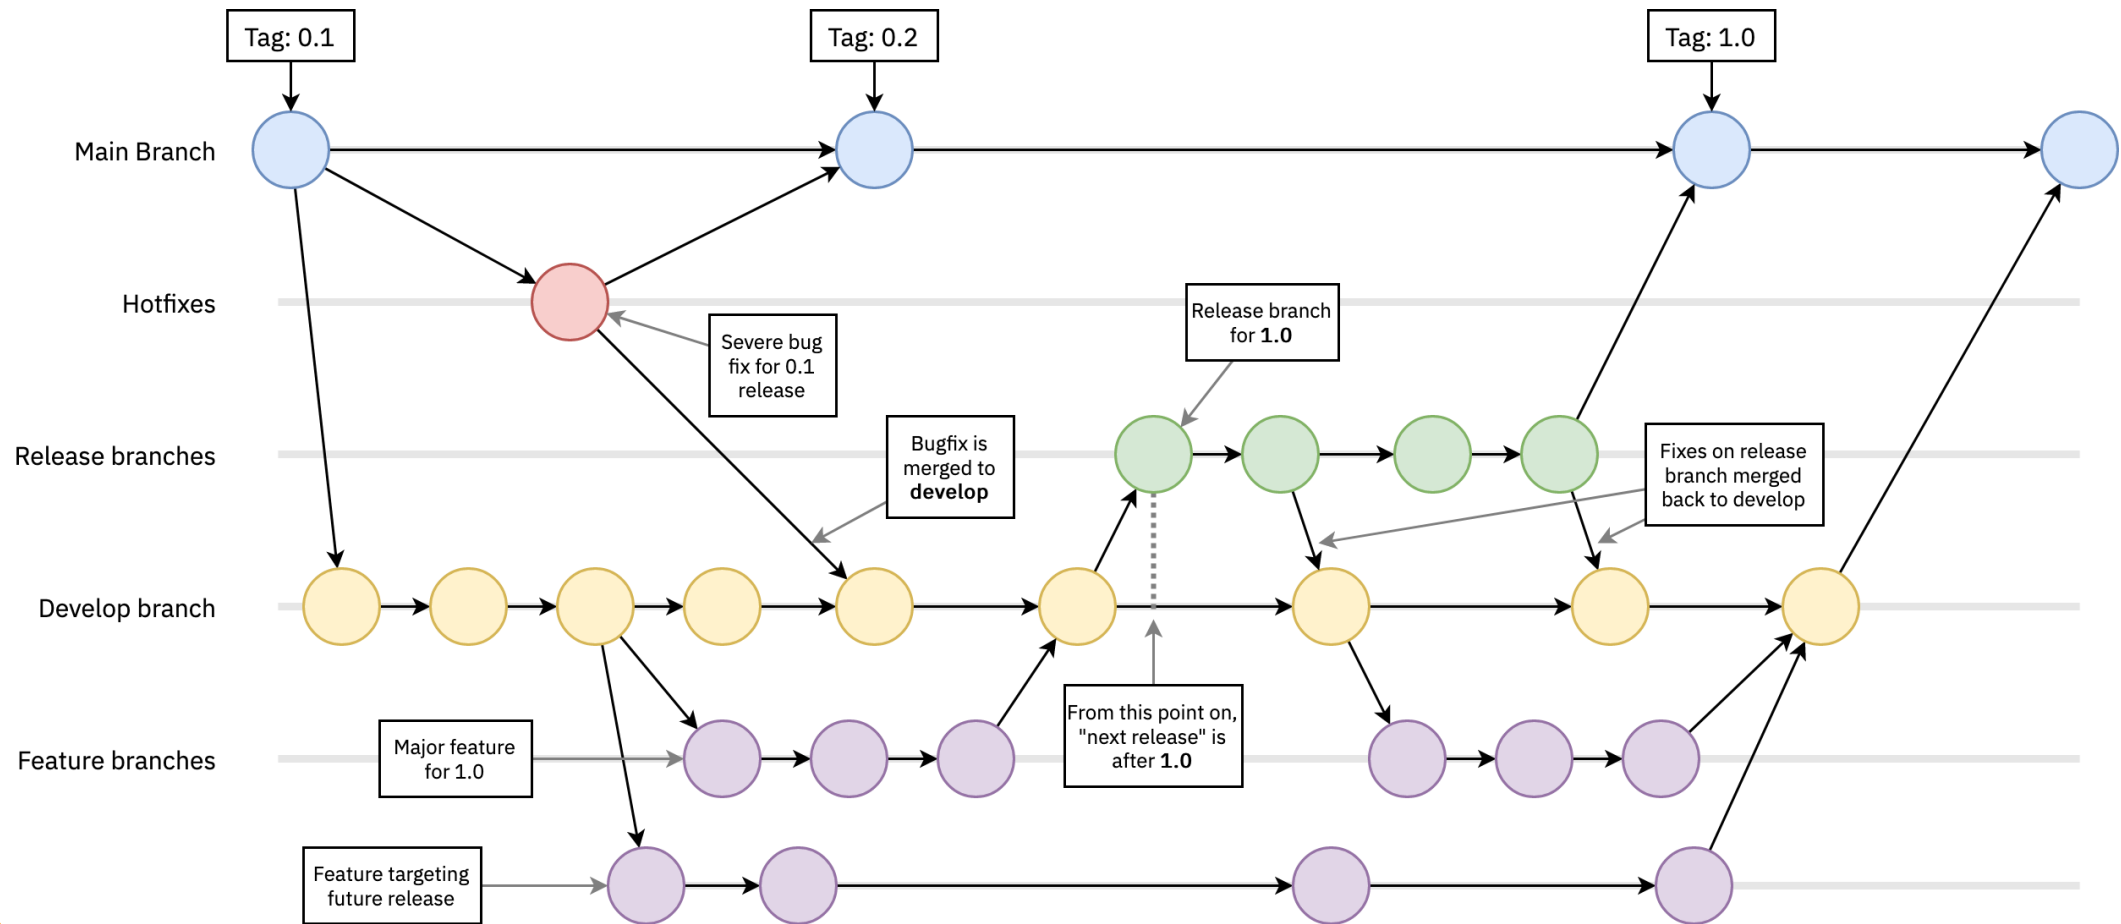 Tag: 0.1
Tag: 0.2
Tag: 1.0
Main Branch
Hotfixes
Release branch
for 1.0
Severe bug
fix for 0.1
release
Release branches
Bugfix is
merged to
develop
Fixes on release
branch merged
back to develop
Develop branch
Feature branches
Major feature
for 1.0
From this point on,
"next release" is
after 1.0
Feature targeting
future release